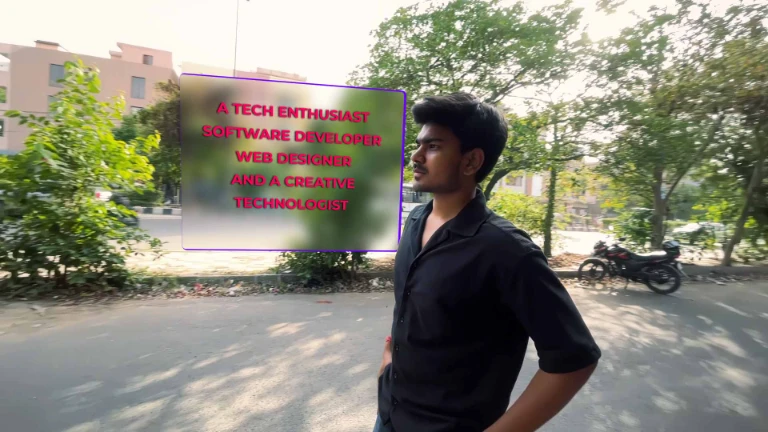 A TECH ENTHUSIAST
SOFTWARE DEVELOPER
WEB DESIGNER
AND A CREATIVE
TECHNOLOGIST